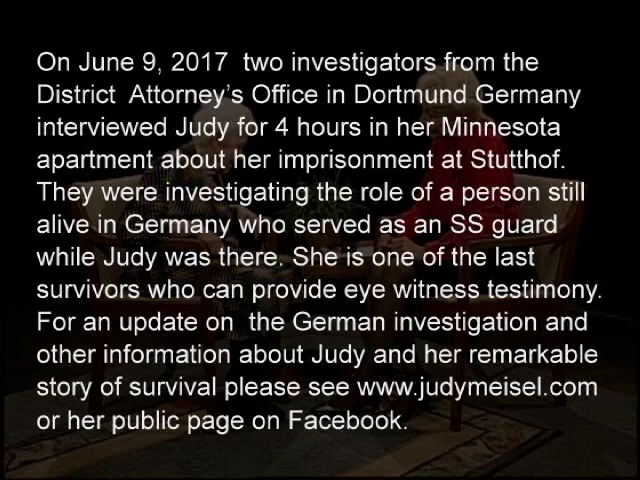 On June 9, 2017  two investigators from the
District  Attorney's Office in Dortmund Germany
interviewed Judy for 4 hours in her Minnesota
apartment about her imprisonment at Stutthof.
They were investigating the role of a person still
alive in Germany who served as an SS guard
while Judy was there. She is one of the last
survivors who can provide eye witness testimony.
For an update on  the German investigation and
other information about Judy and her remarkable
story of survival please see www.judymeisel.com
or her public page on Facebook.